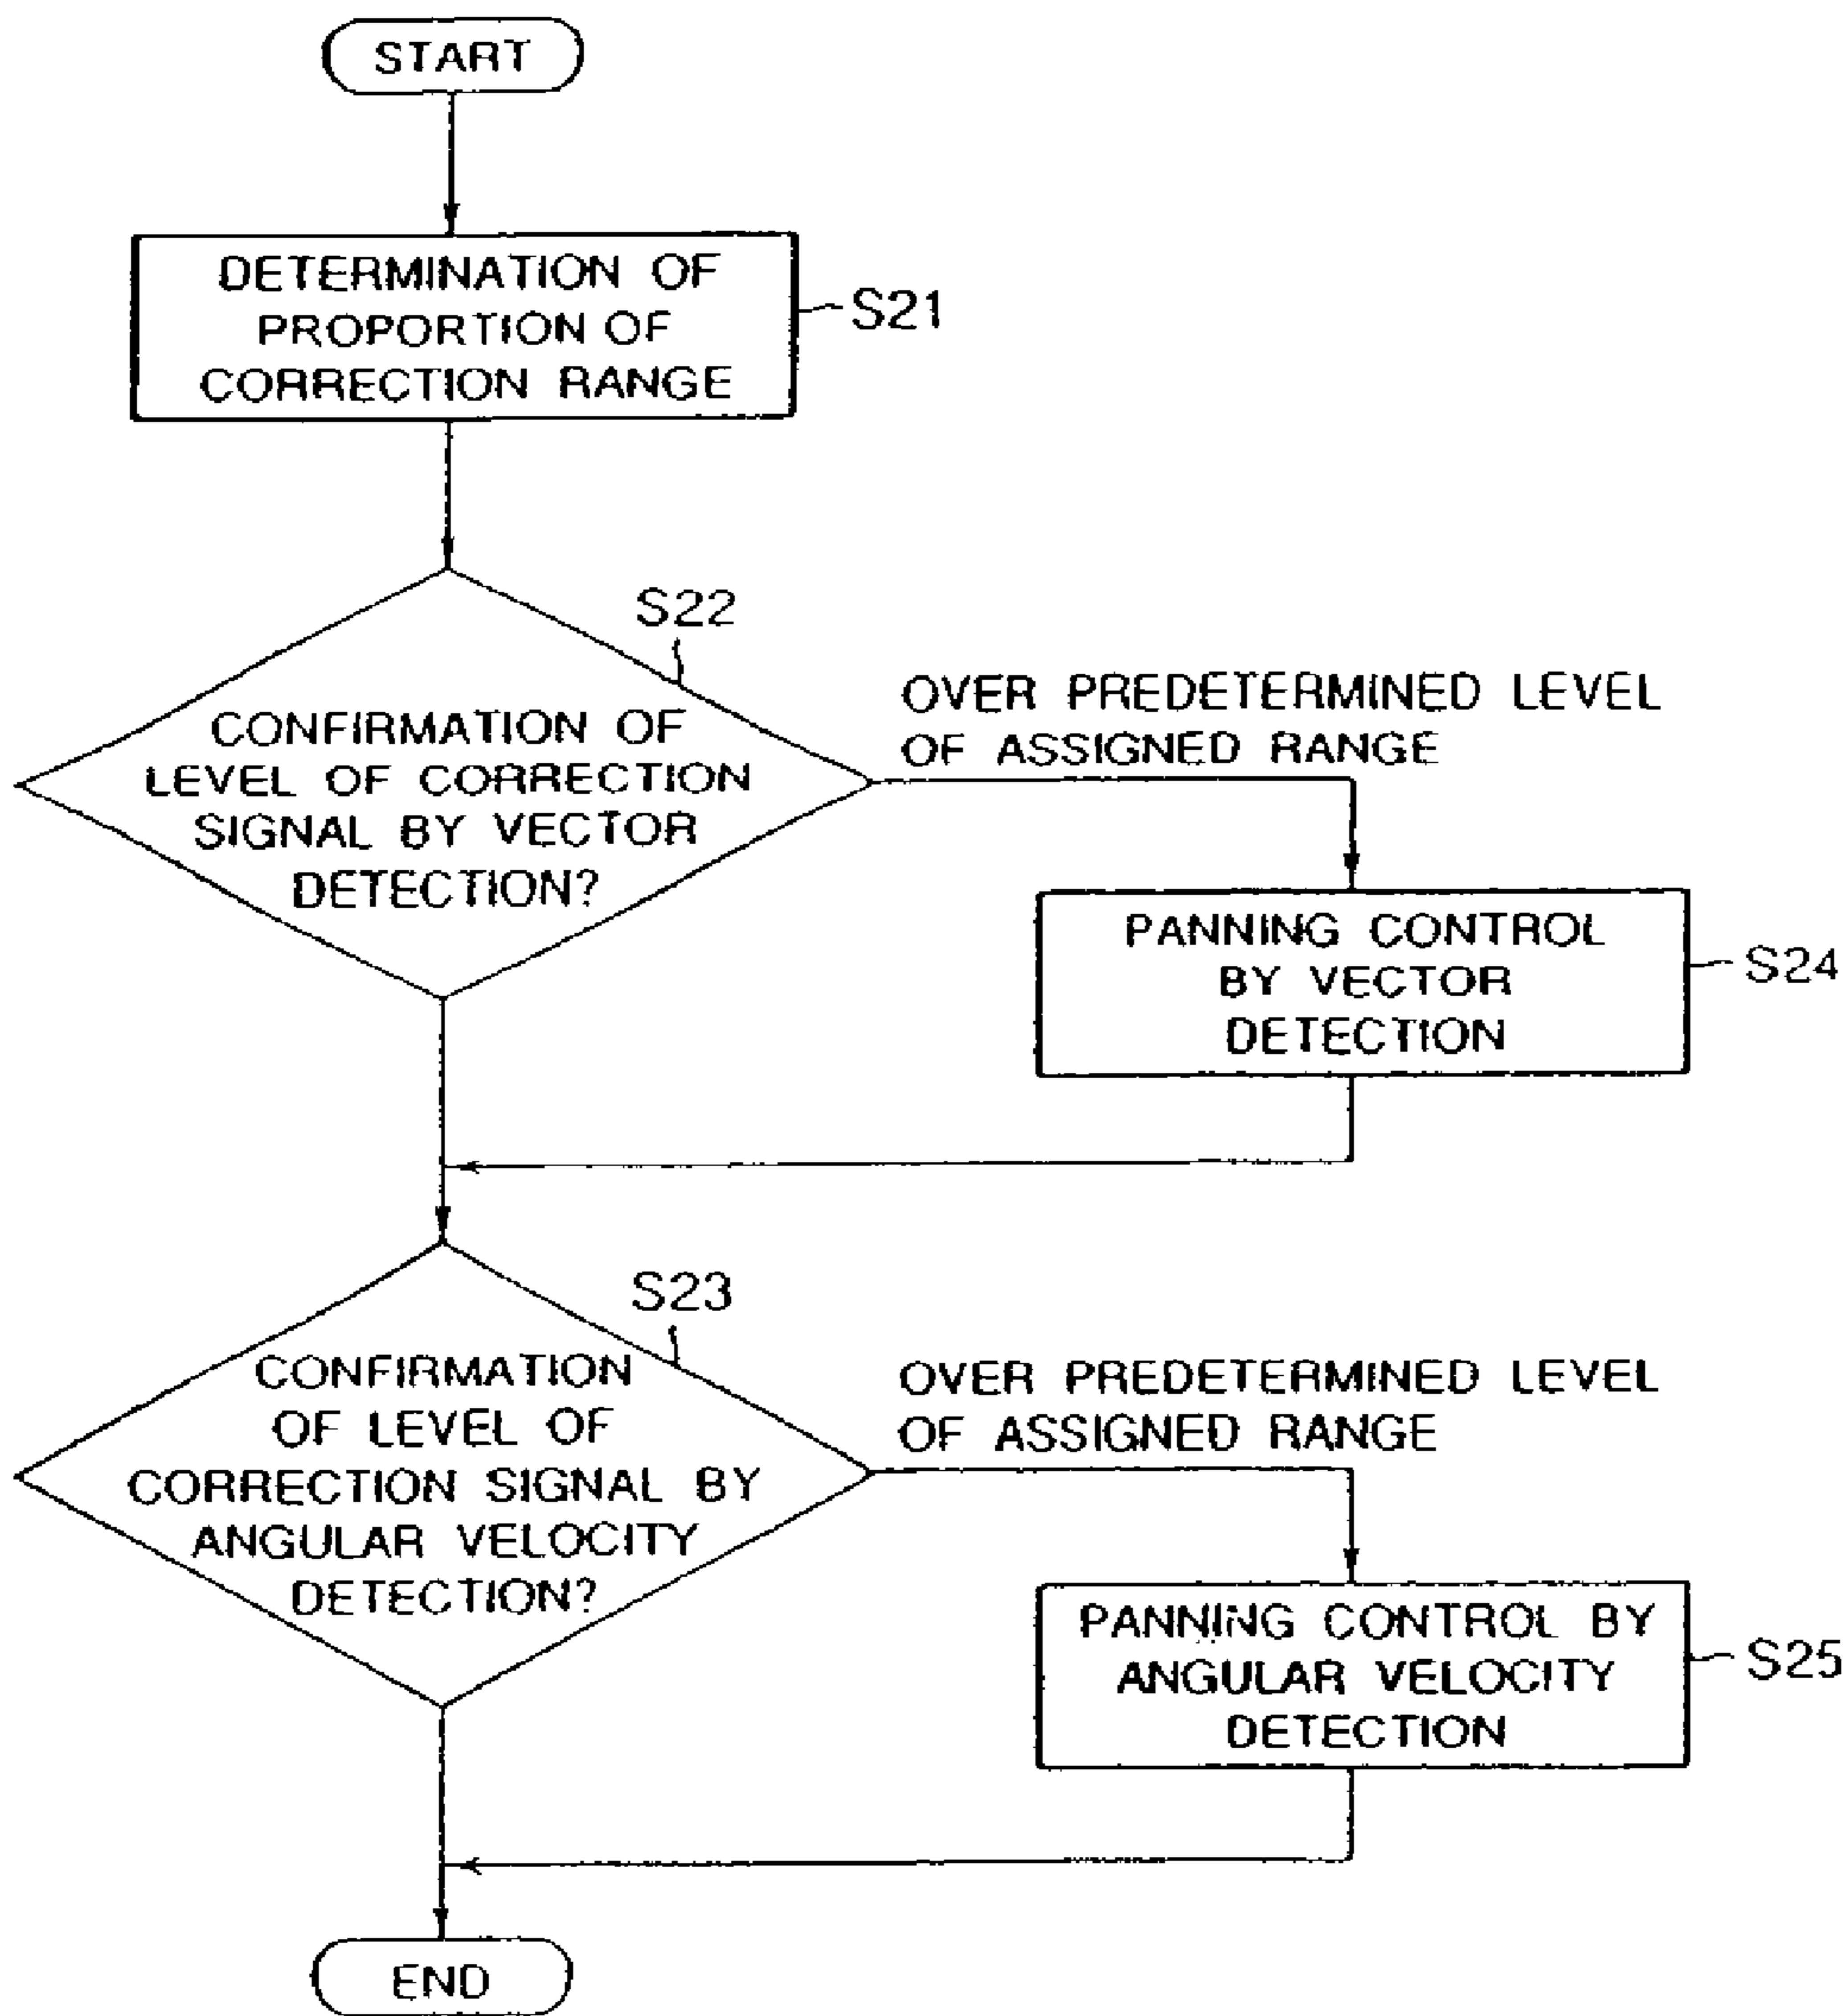 START
DETERMINATION OF
PROPORTION OF
CORRECTION RANGE
S21
S22
CONFIRMATION OF
LEVEL OF CORRECTION
SIGNAL BY VECTOR
DETECTION?
OVER PREDETERMINED LEVEL
OF ASSIGNED RANGE
PANNING CONTROL
BY VECTOR
DETECTION
S24
S23
CONFIRMATION
OF LEVEL OF
CORRECTION SIGNAL BY
ANGULAR VELOCITY
DETECTION?
OVER PREDETERMINED LEVEL
OF ASSIGNED RANGE
PANNING CONTROL BY
ANGULAR VELOCITY
DETECTION
S25
END